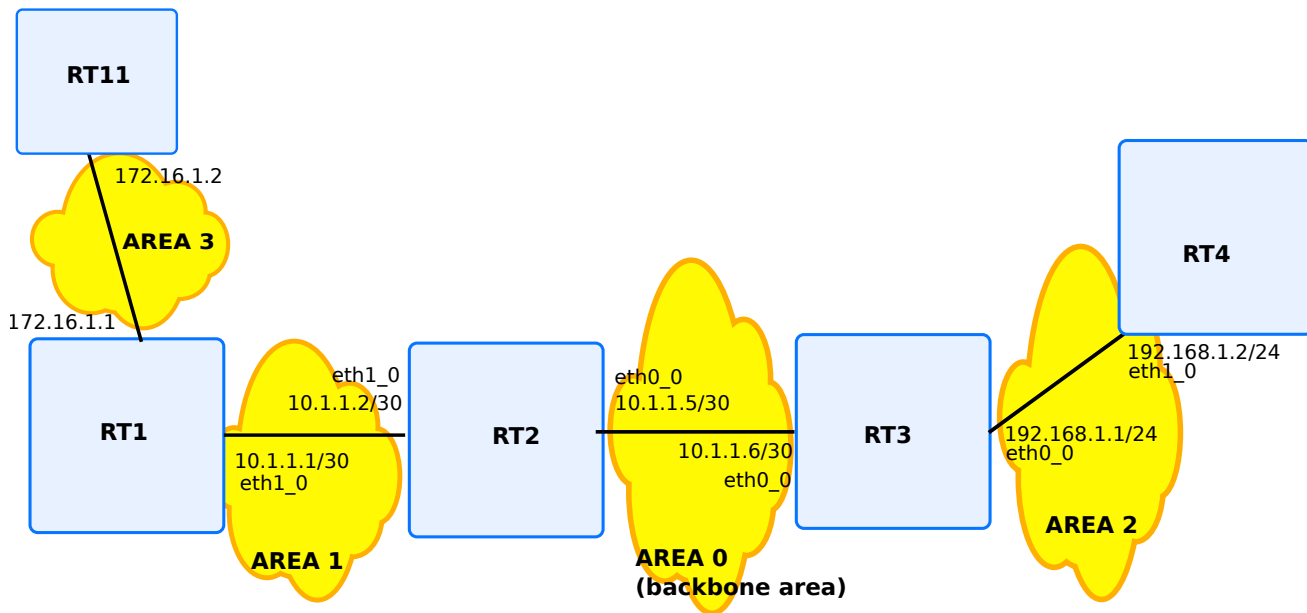 RT11
172.16.1.2
AREA 3
172.16.1.1
RT1
10.1.1.1/30
eth1_0
AREA 1
eth1_0
10.1.1.2/30
RT2
eth0_0
10.1.1.5/30
10.1.1.6/30
eth0_0
AREA 0
(backbone area)
RT3
192.168.1.1/24
eth0_0
AREA 2
192.168.1.2/24
eth1_0
RT4